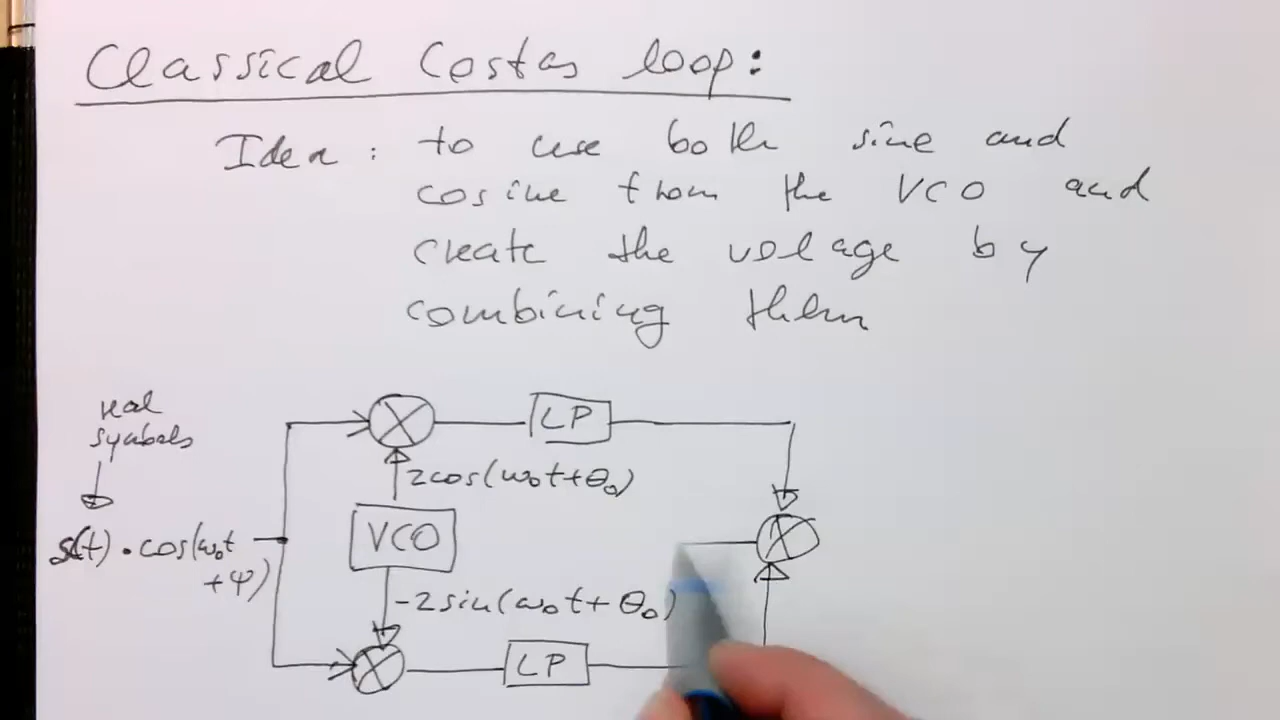 Classical Costas loop:
Idea: to use both sine and
cosine from the VCO and
create the volage by
combining them
real
symbols
s(t) · cos(ω₀t
+ψ)
LP
2cos(ω₀t+θ₀)
VCO
-2sin(ω₀t+θ₀)
LP